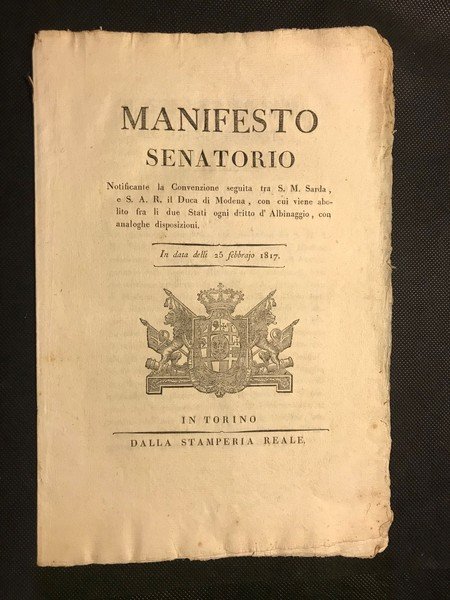 MANIFESTO
SENATORIO
Notificante la Convenzione seguita tra S. M. Sarda,
e S. A. R. il Duca di Modena, con cui viene abo-
lito fra li due Stati ogni dritto d' Albinaggio, con
analoghe disposizioni.
In data delli 25 febbrajo 1817.
IN TORINO
DALLA STAMPERIA REALE.